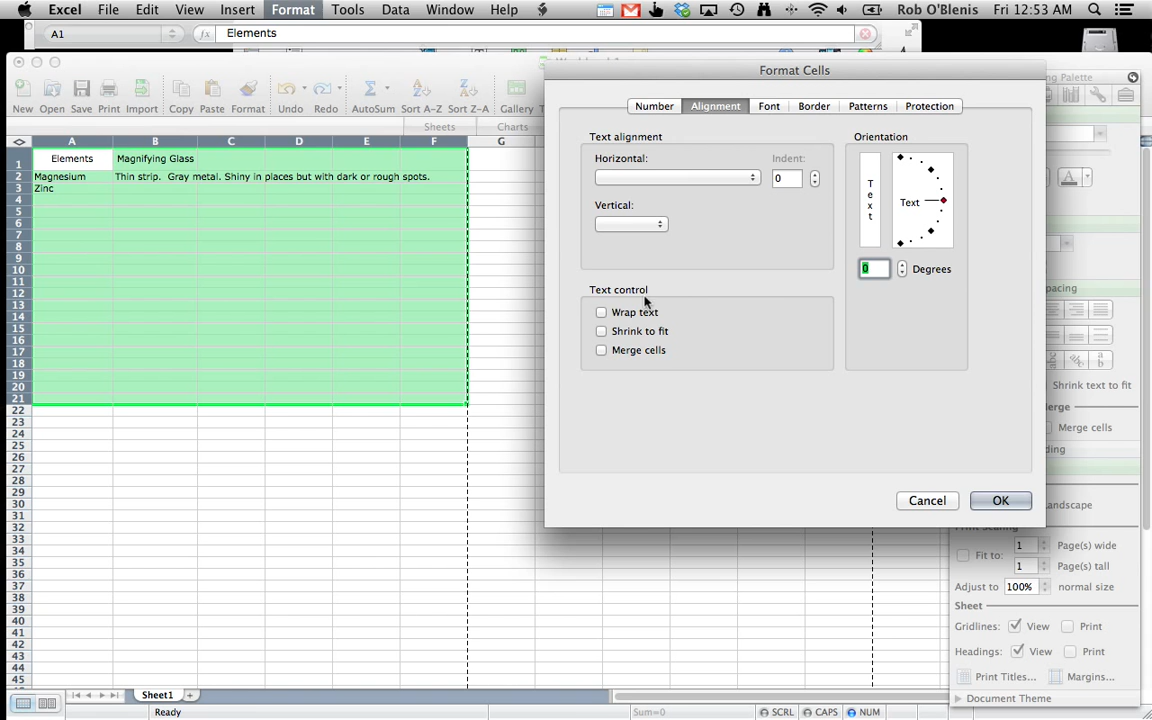 Excel File Edit View Insert Format Tools Data Window Help Rob O'Blenis Fri 12:53 AM
A1 fx Elements
Format Cells
New Open Save Print Import Copy Paste Format Undo Redo AutoSum Sort A-Z Sort Z-A Gallery
Sheets Charts
Number Alignment Font Border Patterns Protection
Text alignment
Horizontal:
Indent:
0
Vertical:
Text control
Wrap text
Shrink to fit
Merge cells
Orientation
Text
Text
0 Degrees
Cancel OK
A B C D E F G
1 Elements Magnifying Glass
2 Magnesium Thin strip. Gray metal. Shiny in places but with dark or rough spots.
3 Zinc
4
5
6
7
8
9
10
11
12
13
14
15
16
17
18
19
20
21
22
23
24
25
26
27
28
29
30
31
32
33
34
35
36
37
38
39
40
41
42
43
44
45
Palette
Shrink text to fit
Merge cells
Fit to: 1 Page(s) wide
1 Page(s) tall
Adjust to 100% normal size
Sheet
Gridlines: View Print
Headings: View Print
Print Titles... Margins...
Document Theme
Sheet1
Ready Sum=0 SCRL CAPS NUM